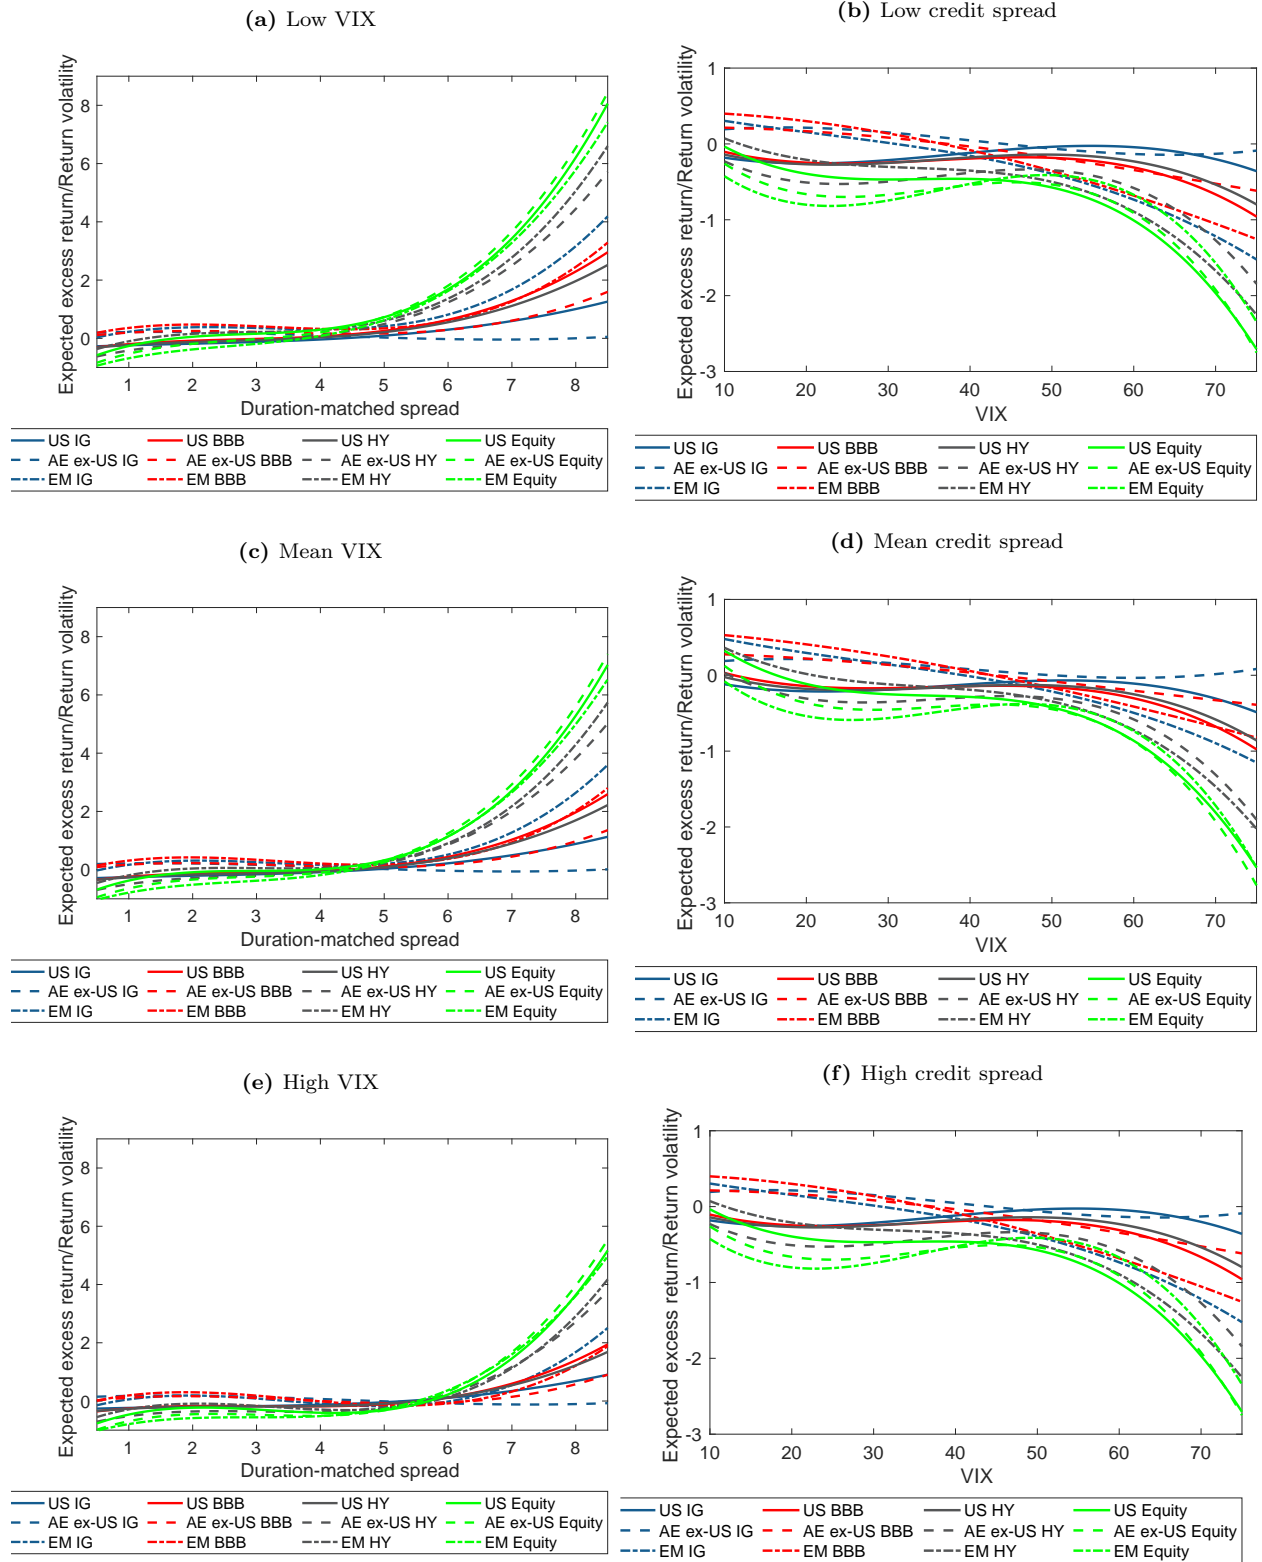 (a) Low VIX
Expected excess return/Return volatility
8
6
4
2
0
1 2 3 4 5 6 7 8
Duration-matched spread
US IG US BBB US HY US Equity
AE ex-US IG AE ex-US BBB AE ex-US HY AE ex-US Equity
EM IG EM BBB EM HY EM Equity
(b) Low credit spread
Expected excess return/Return volatility
1
0
-1
-2
-3
10 20 30 40 50 60 70
VIX
US IG US BBB US HY US Equity
AE ex-US IG AE ex-US BBB AE ex-US HY AE ex-US Equity
EM IG EM BBB EM HY EM Equity
(c) Mean VIX
Expected excess return/Return volatility
8
6
4
2
0
1 2 3 4 5 6 7 8
Duration-matched spread
US IG US BBB US HY US Equity
AE ex-US IG AE ex-US BBB AE ex-US HY AE ex-US Equity
EM IG EM BBB EM HY EM Equity
(d) Mean credit spread
Expected excess return/Return volatility
1
0
-1
-2
-3
10 20 30 40 50 60 70
VIX
US IG US BBB US HY US Equity
AE ex-US IG AE ex-US BBB AE ex-US HY AE ex-US Equity
EM IG EM BBB EM HY EM Equity
(e) High VIX
Expected excess return/Return volatility
8
6
4
2
0
1 2 3 4 5 6 7 8
Duration-matched spread
US IG US BBB US HY US Equity
AE ex-US IG AE ex-US BBB AE ex-US HY AE ex-US Equity
EM IG EM BBB EM HY EM Equity
(f) High credit spread
Expected excess return/Return volatility
1
0
-1
-2
-3
10 20 30 40 50 60 70
VIX
US IG US BBB US HY US Equity
AE ex-US IG AE ex-US BBB AE ex-US HY AE ex-US Equity
EM IG EM BBB EM HY EM Equity